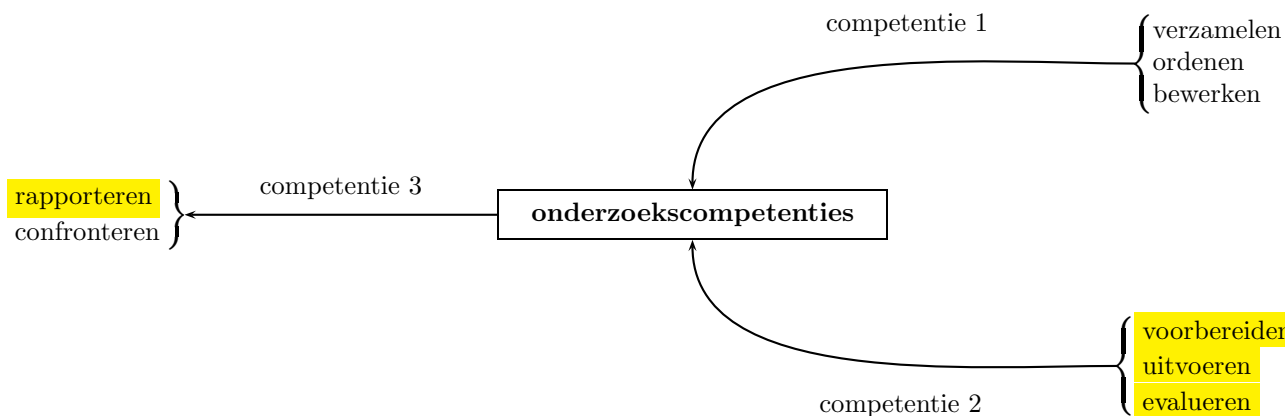 competentie 1
verzamelen
ordenen
bewerken
rapporteren
confronteren
competentie 3
onderzoekscompetenties
voorbereiden
uitvoeren
evalueren
competentie 2